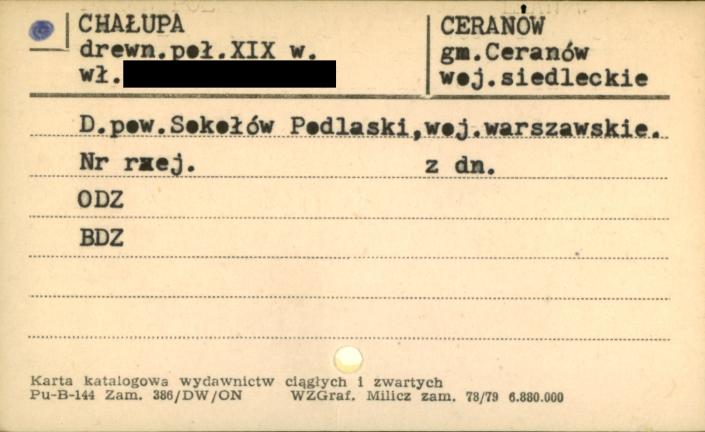 CHAŁUPA
drewn.poł.XIX w.
wł.
CERANÓW
gm.Ceranów
woj.siedleckie
D.pow.Sokołów Podlaski,woj.warszawskie.
Nr rxej. z dn.
ODZ
BDZ
Karta katalogowa wydawnictw ciągłych i zwartych
Pu-B-144 Zam. 386/DW/ON WZGraf. Milicz zam. 78/79 6.880.000